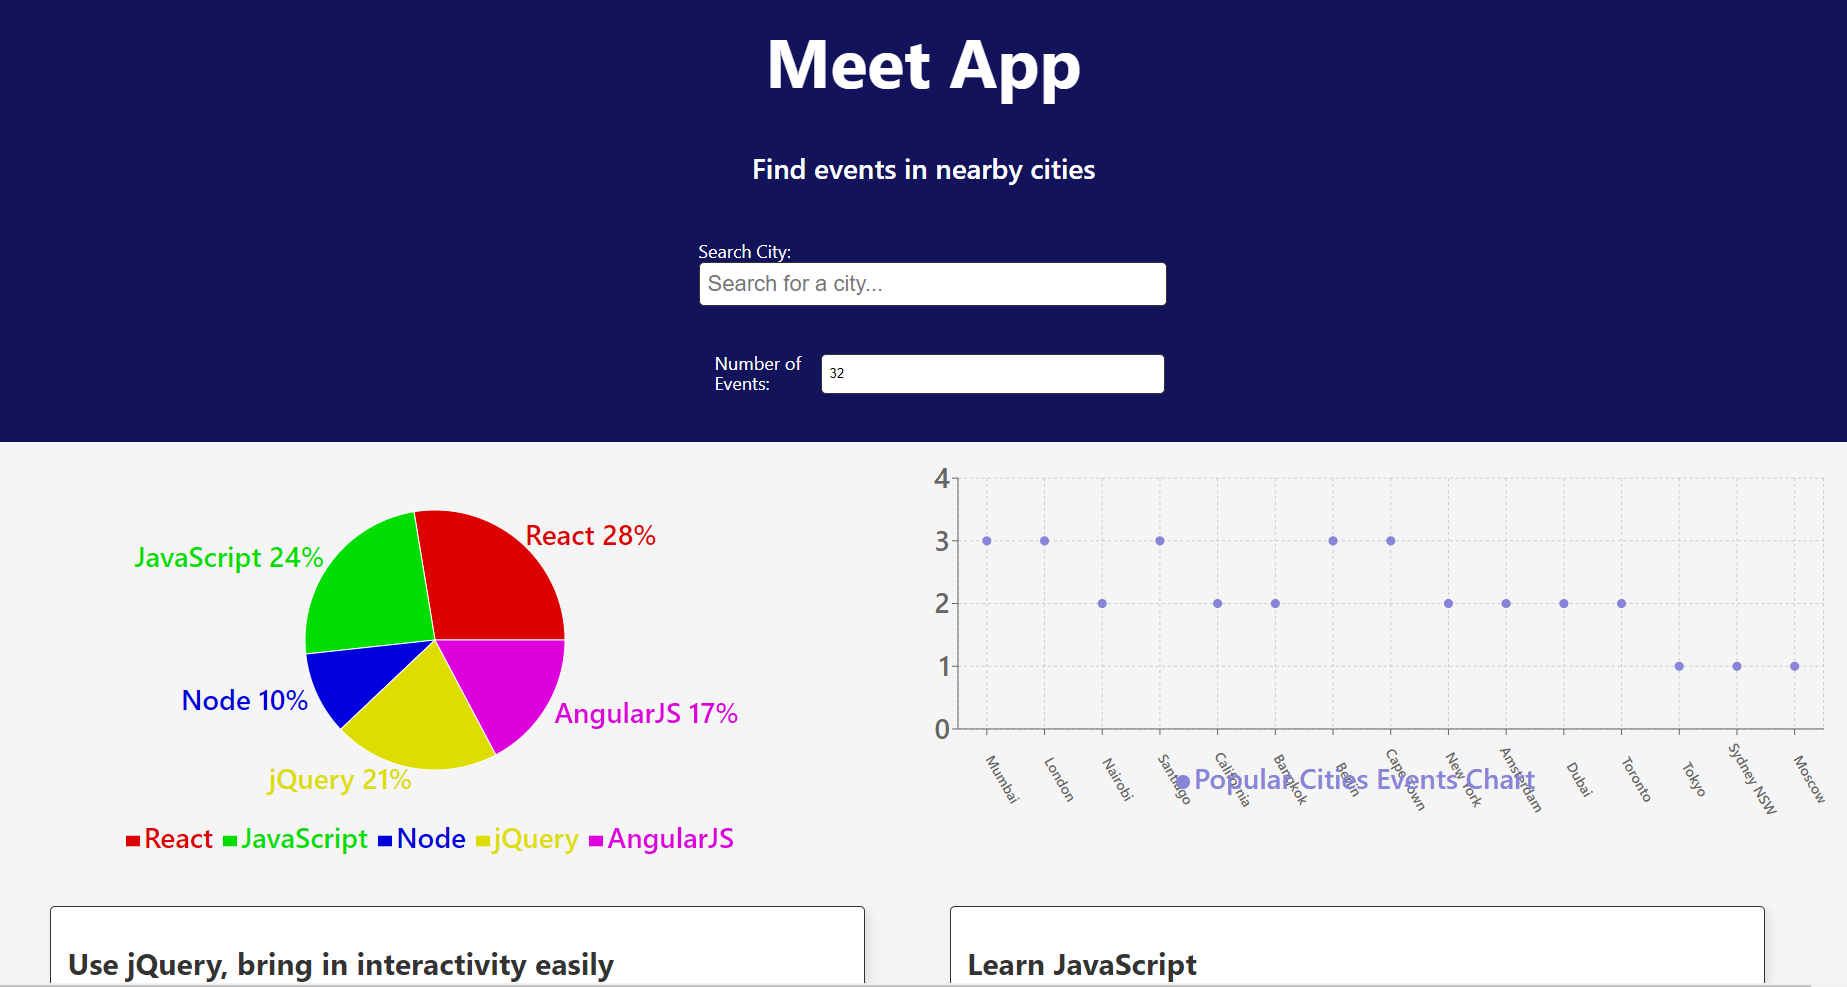 Meet App
Find events in nearby cities
Search City:
Search for a city...
Number of
Events:
32
React 28%
JavaScript 24%
Node 10%
jQuery 21%
AngularJS 17%
React JavaScript Node jQuery AngularJS
4
3
2
1
0
Mumbai
London
Nairobi
Santiago
California
Bangkok
Berlin
Cape Town
New York
Amsterdam
Dubai
Toronto
Tokyo
Sydney NSW
Moscow
Popular Cities Events Chart
Use jQuery, bring in interactivity easily
Learn JavaScript